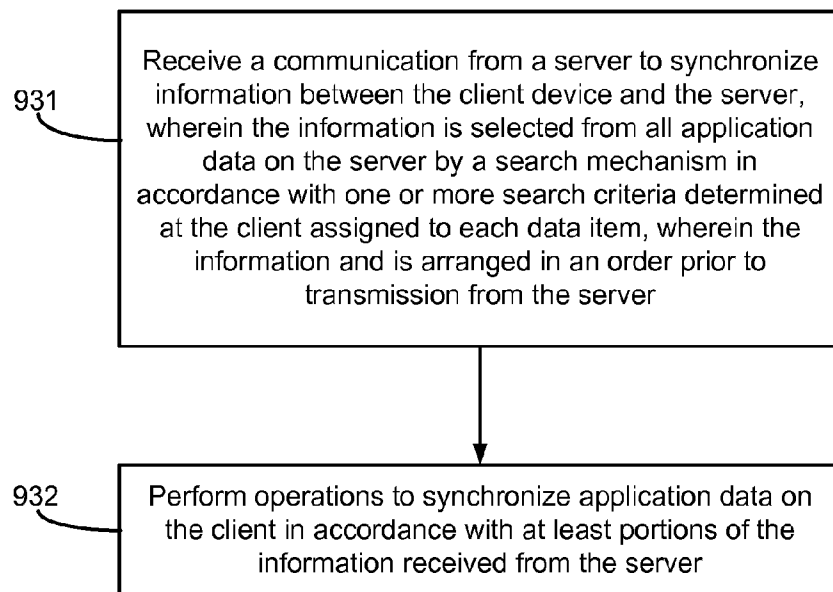 931
Receive a communication from a server to synchronize
information between the client device and the server,
wherein the information is selected from all application
data on the server by a search mechanism in
accordance with one or more search criteria determined
at the client assigned to each data item, wherein the
information and is arranged in an order prior to
transmission from the server
932
Perform operations to synchronize application data on
the client in accordance with at least portions of the
information received from the server